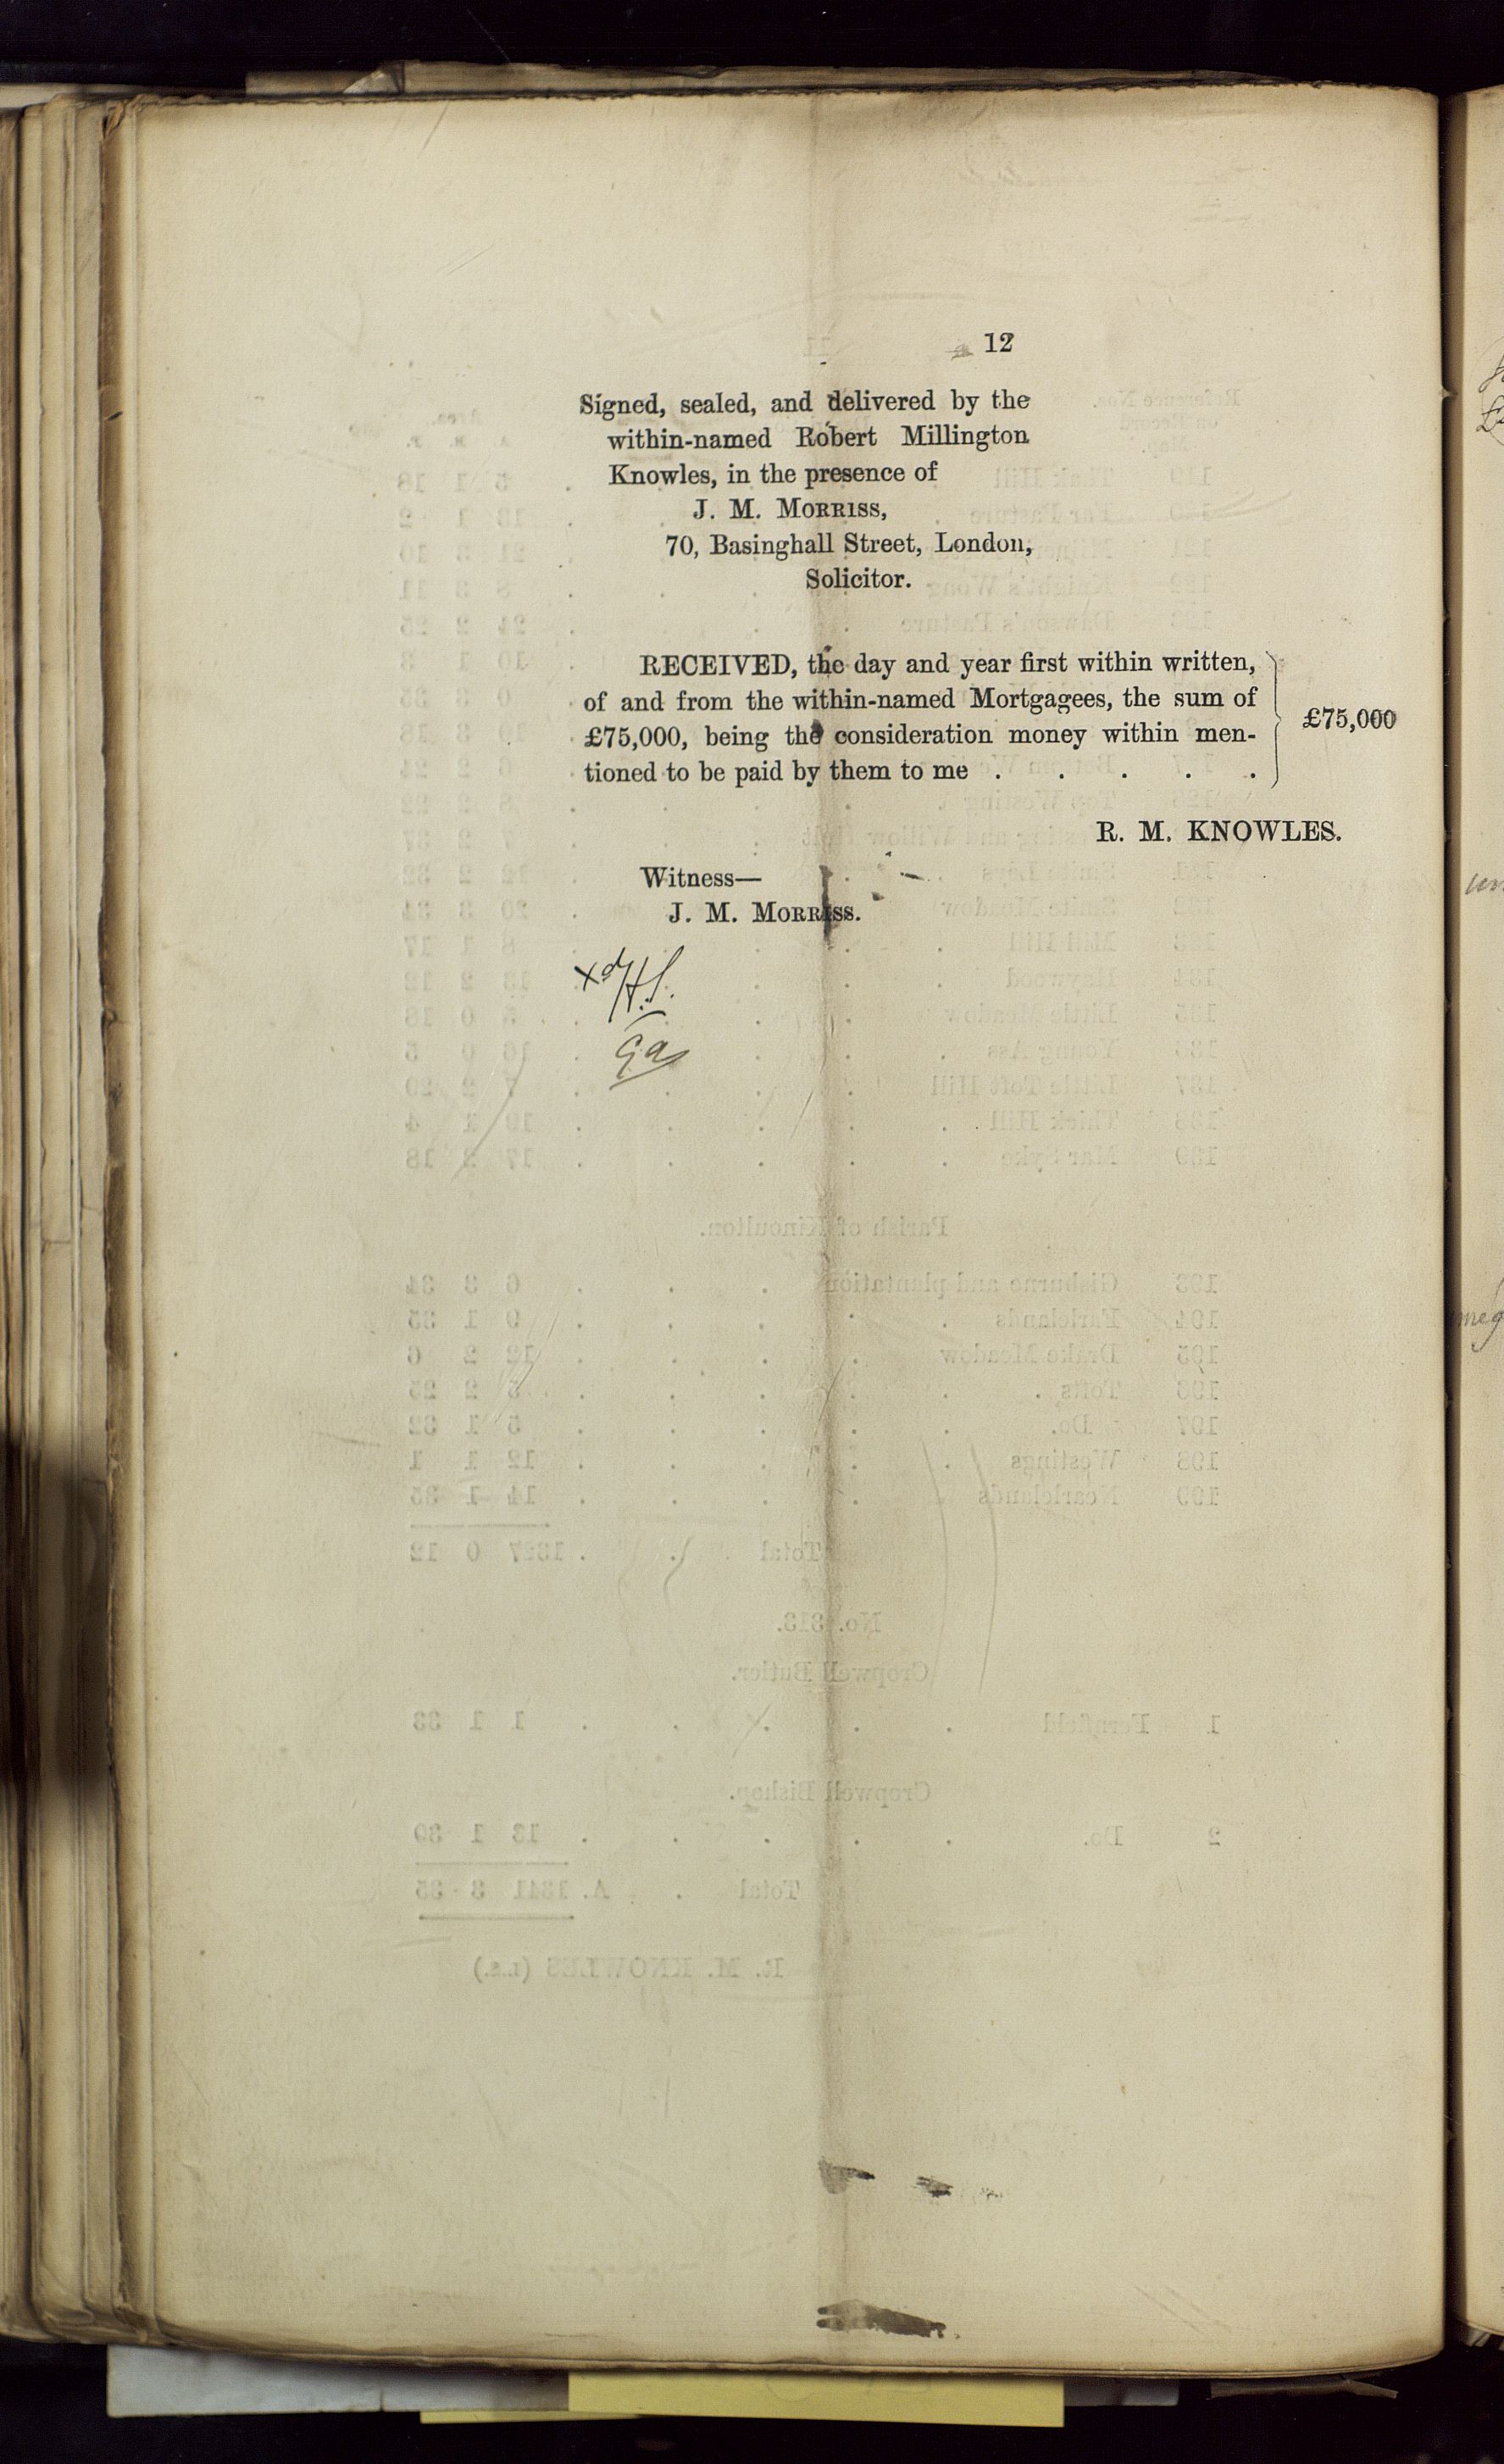 12
Signed, sealed, and delivered by the
within-named Robert Millington
Knowles, in the presence of
J. M. MORRISS,
70, Basinghall Street, London,
Solicitor.
RECEIVED, the day and year first within written,
of and from the within-named Mortgagees, the sum of
£75,000, being the consideration money within men-
tioned to be paid by them to me . . . . .
£75,000
R. M. KNOWLES.
Witness—
J. M. MORRISS.